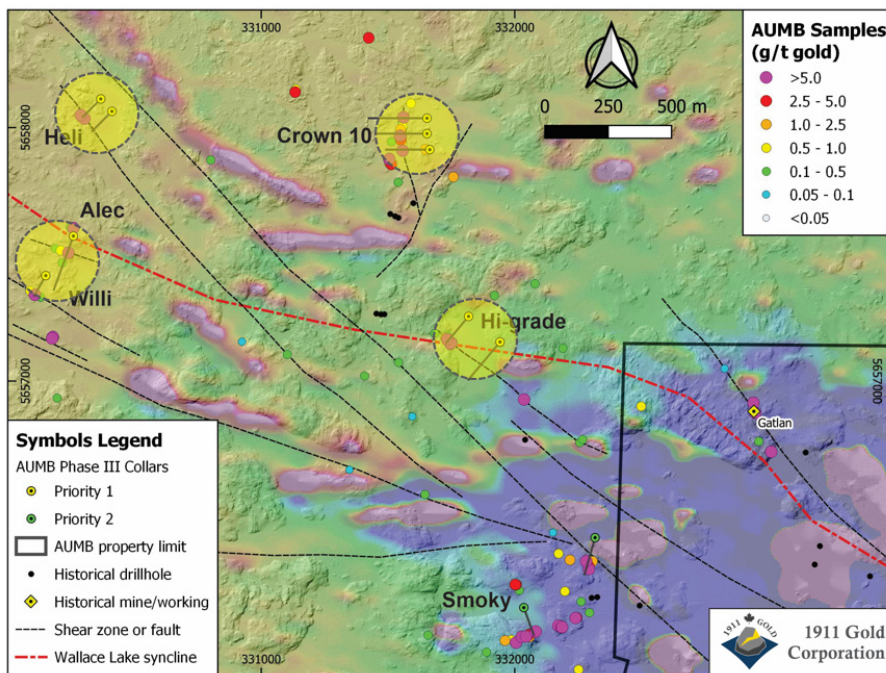 331000
332000
AUMB Samples
(g/t gold)
>5.0
2.5 - 5.0
1.0 - 2.5
0.5 - 1.0
0.1 - 0.5
0.05 - 0.1
<0.05
0 250 500 m
5658000
Heli
Crown 10
Alec
Willi
Hi-grade
5657000
5657000
Gatlan
Smoky
Symbols Legend
AUMB Phase III Collars
Priority 1
Priority 2
AUMB property limit
Historical drillhole
Historical mine/working
Shear zone or fault
Wallace Lake syncline
331000
332000
1911 GOLD
1911 Gold
Corporation